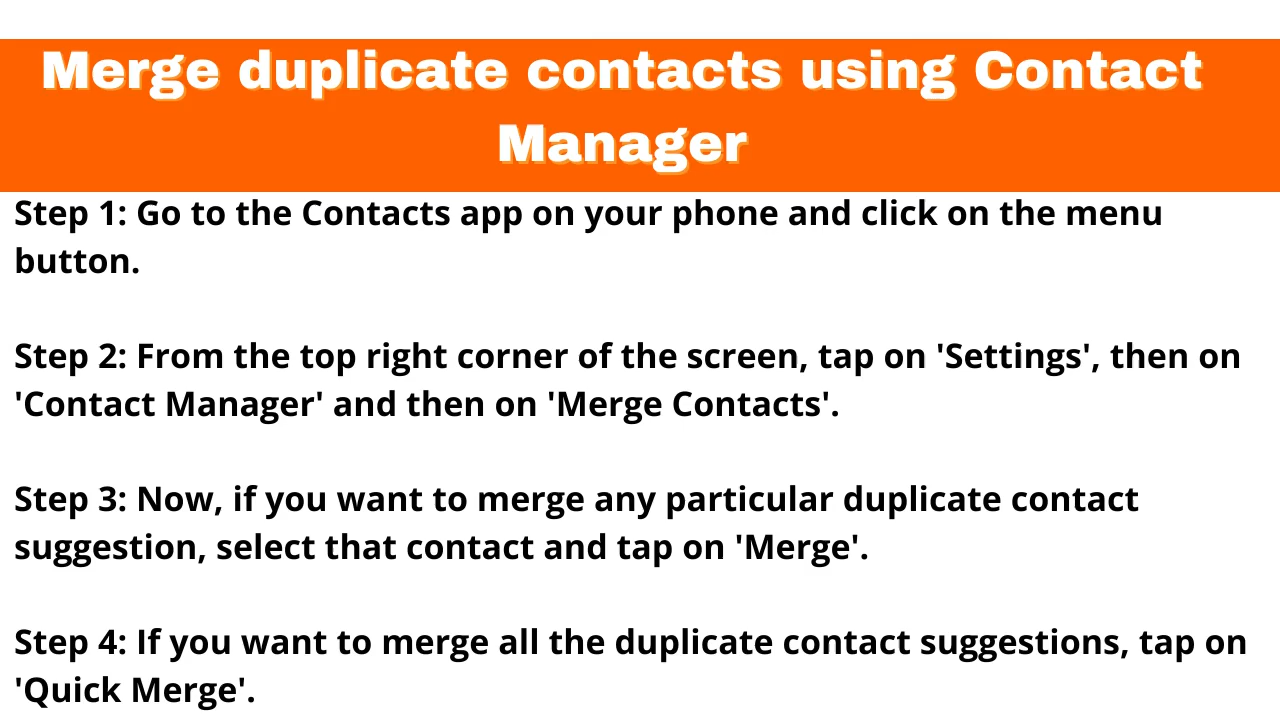 Merge duplicate contacts using Contact
Manager
Step 1: Go to the Contacts app on your phone and click on the menu
button.
Step 2: From the top right corner of the screen, tap on 'Settings', then on
'Contact Manager' and then on 'Merge Contacts'.
Step 3: Now, if you want to merge any particular duplicate contact
suggestion, select that contact and tap on 'Merge'.
Step 4: If you want to merge all the duplicate contact suggestions, tap on
'Quick Merge'.